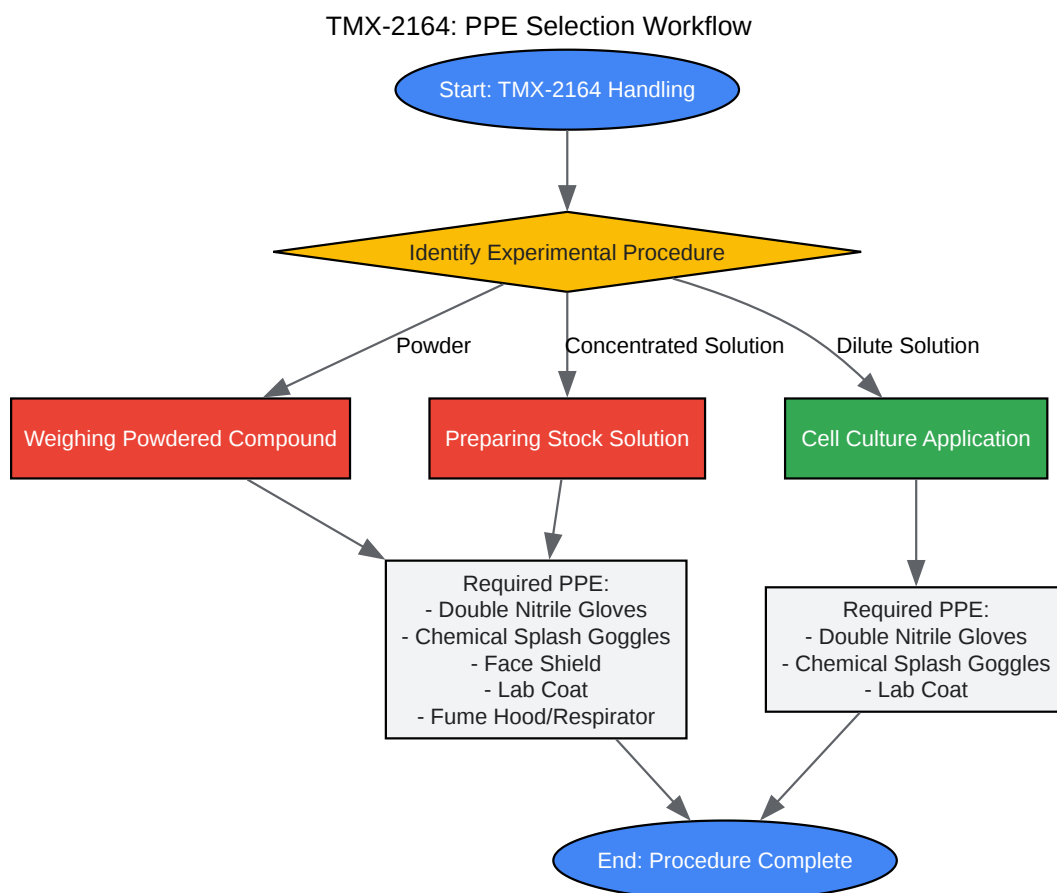 TMX-2164: PPE Selection Workflow
Start: TMX-2164 Handling
Identify Experimental Procedure
Powder
Concentrated Solution
Dilute Solution
Weighing Powdered Compound
Preparing Stock Solution
Cell Culture Application
Required PPE:
- Double Nitrile Gloves
- Chemical Splash Goggles
- Face Shield
- Lab Coat
- Fume Hood/Respirator
Required PPE:
- Double Nitrile Gloves
- Chemical Splash Goggles
- Lab Coat
End: Procedure Complete